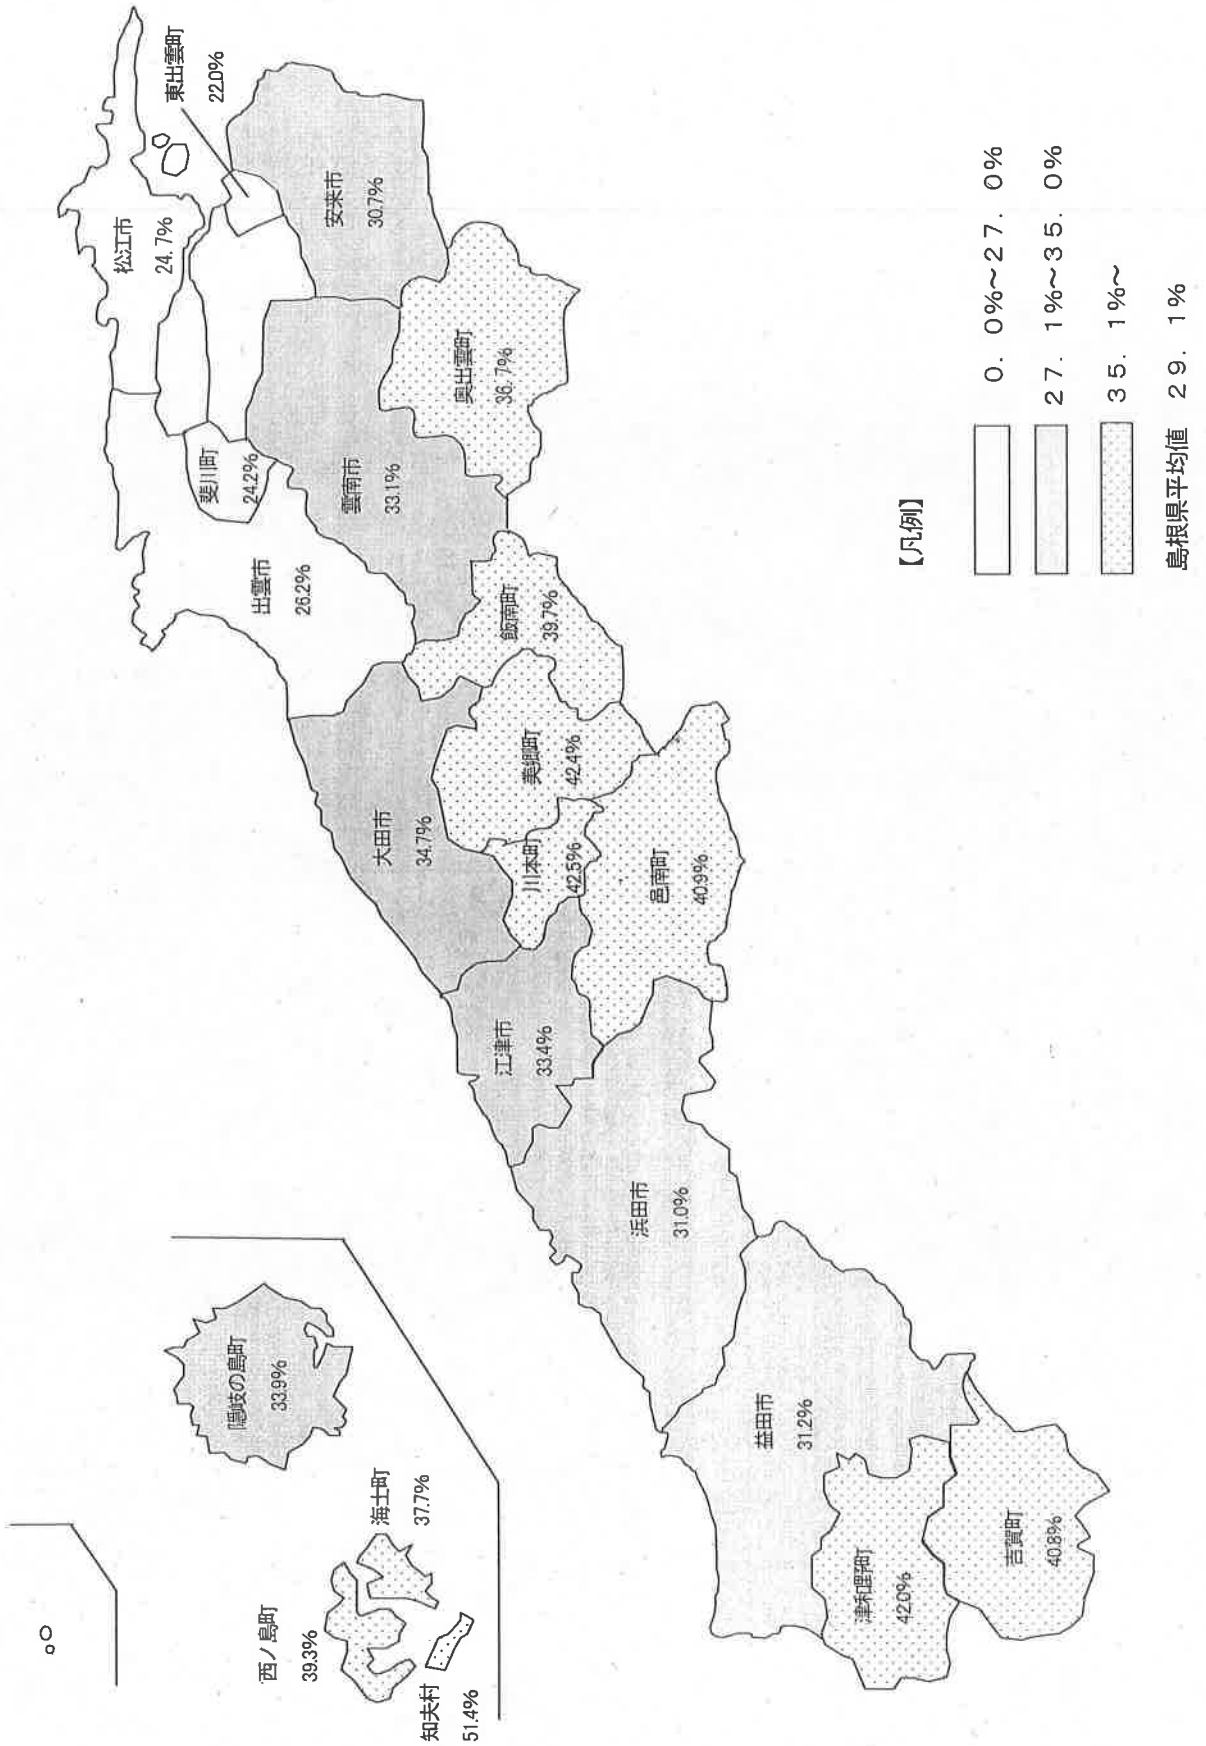 隠岐の島町
33.9%
西ノ島町
39.3%
海士町
37.7%
知夫村
51.4%
松江市
24.7%
東出雲町
22.0%
安来市
30.7%
斐川町
24.2%
出雲市
26.2%
雲南市
33.1%
奥出雲町
36.7%
飯南町
39.7%
大田市
34.7%
美郷町
42.4%
川本町
42.5%
邑南町
40.9%
江津市
33.4%
浜田市
31.0%
益田市
31.2%
津和野町
42.0%
吉賀町
40.8%
【凡例】
0.0%~27.0%
27.1%~35.0%
35.1%~
島根県平均値 29.1%